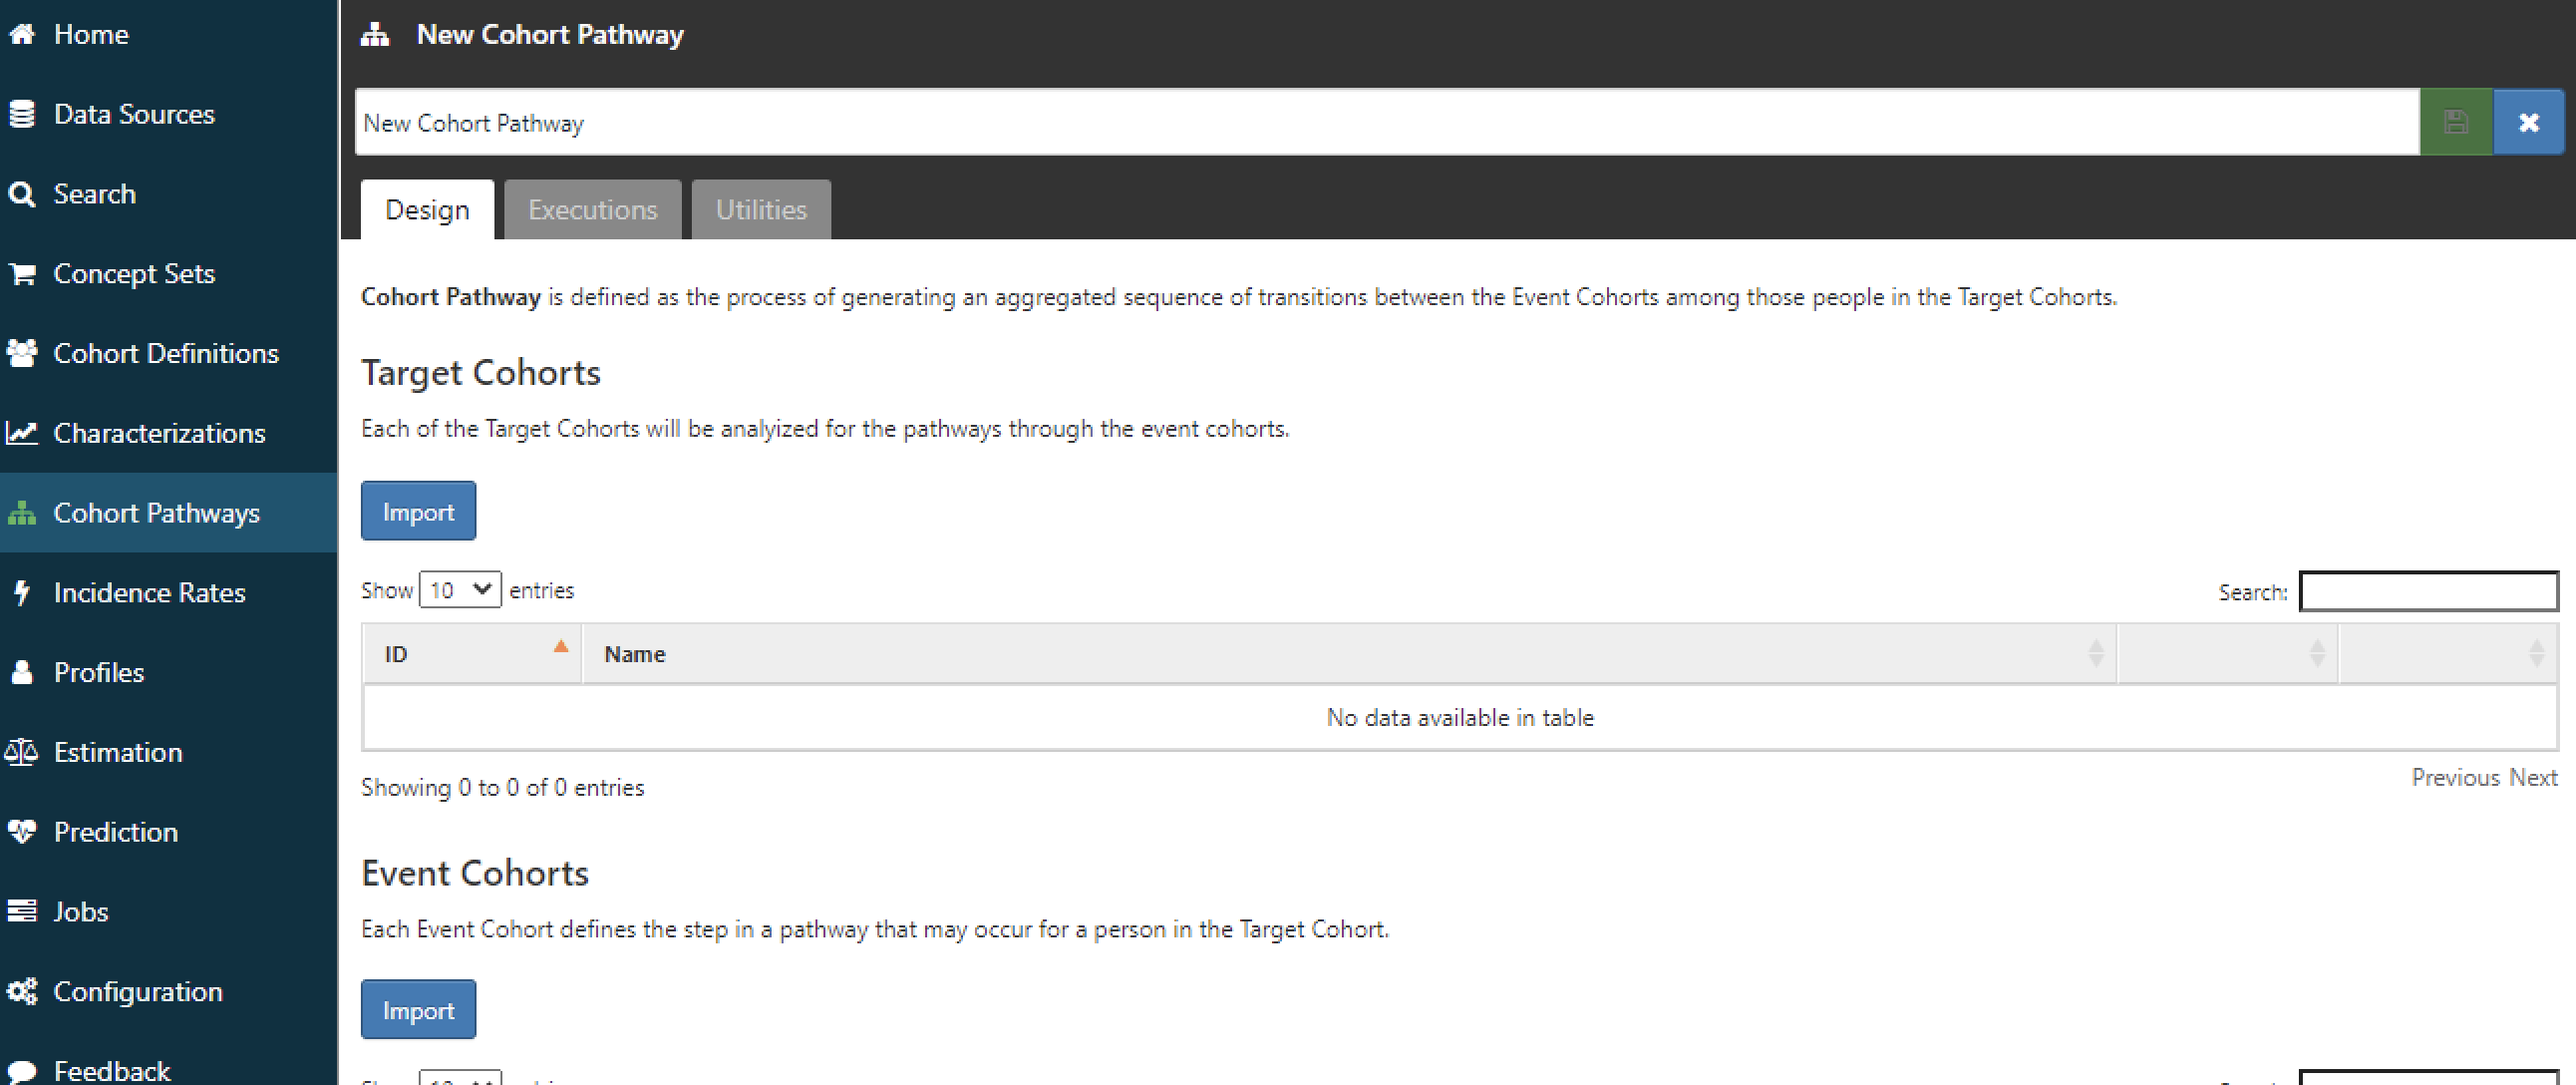 Home
Data Sources
Search
Concept Sets
Cohort Definitions
Characterizations
Cohort Pathways
Incidence Rates
Profiles
Estimation
Prediction
Jobs
Configuration
Feedback
New Cohort Pathway
New Cohort Pathway
Design Executions Utilities
Cohort Pathway is defined as the process of generating an aggregated sequence of transitions between the Event Cohorts among those people in the Target Cohorts.
Target Cohorts
Each of the Target Cohorts will be analyized for the pathways through the event cohorts.
Import
Show 10 entries Search:
ID Name
No data available in table
Showing 0 to 0 of 0 entries Previous Next
Event Cohorts
Each Event Cohort defines the step in a pathway that may occur for a person in the Target Cohort.
Import